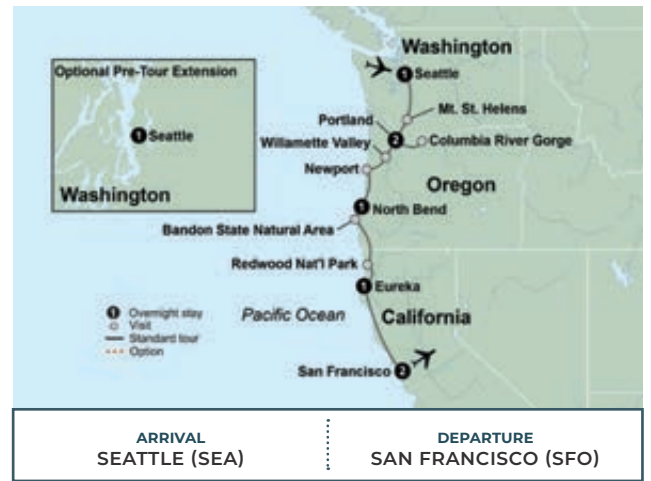 Washington
Optional Pre-Tour Extension
1 Seattle
Washington
1 Seattle
Mt. St. Helens
Portland
2
Columbia River Gorge
Willamette Valley
Newport
Oregon
1 North Bend
Bandon State Natural Area
Redwood Nat'l Park
1 Eureka
Pacific Ocean
California
1 Overnight stay
Visit
Standard tour
Option
San Francisco 2
ARRIVAL
SEATTLE (SEA)
DEPARTURE
SAN FRANCISCO (SFO)